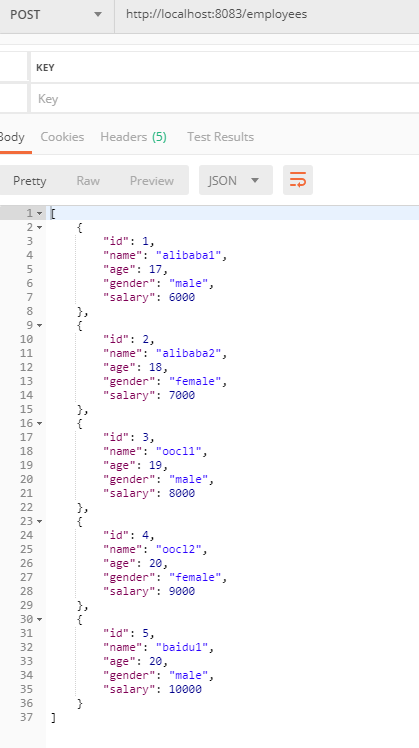 POST http://localhost:8083/employees
KEY
Key
Body Cookies Headers (5) Test Results
Pretty Raw Preview JSON
1 [
2 {
3 "id": 1,
4 "name": "alibaba1",
5 "age": 17,
6 "gender": "male",
7 "salary": 6000
8 },
9 {
10 "id": 2,
11 "name": "alibaba2",
12 "age": 18,
13 "gender": "female",
14 "salary": 7000
15 },
16 {
17 "id": 3,
18 "name": "oocl1",
19 "age": 19,
20 "gender": "male",
21 "salary": 8000
22 },
23 {
24 "id": 4,
25 "name": "oocl2",
26 "age": 20,
27 "gender": "female",
28 "salary": 9000
29 },
30 {
31 "id": 5,
32 "name": "baidu1",
33 "age": 20,
34 "gender": "male",
35 "salary": 10000
36 }
37 ]